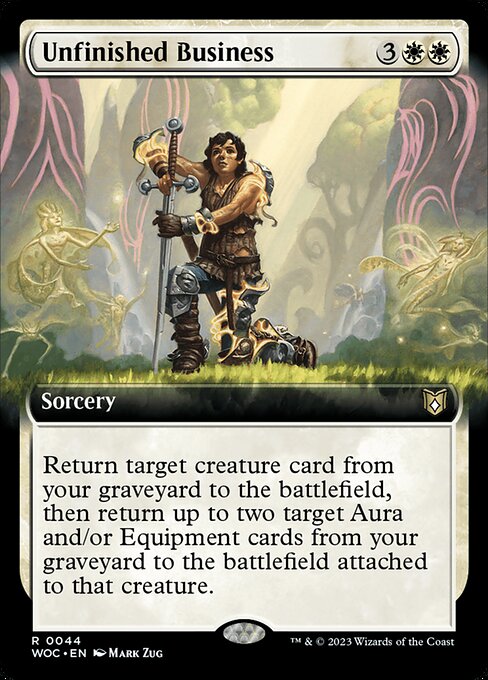 Unfinished Business 3
Sorcery
Return target creature card from
your graveyard to the battlefield,
then return up to two target Aura
and/or Equipment cards from your
graveyard to the battlefield attached
to that creature.
R 0044
WOC • EN Mark Zug
™ & © 2023 Wizards of the Coast